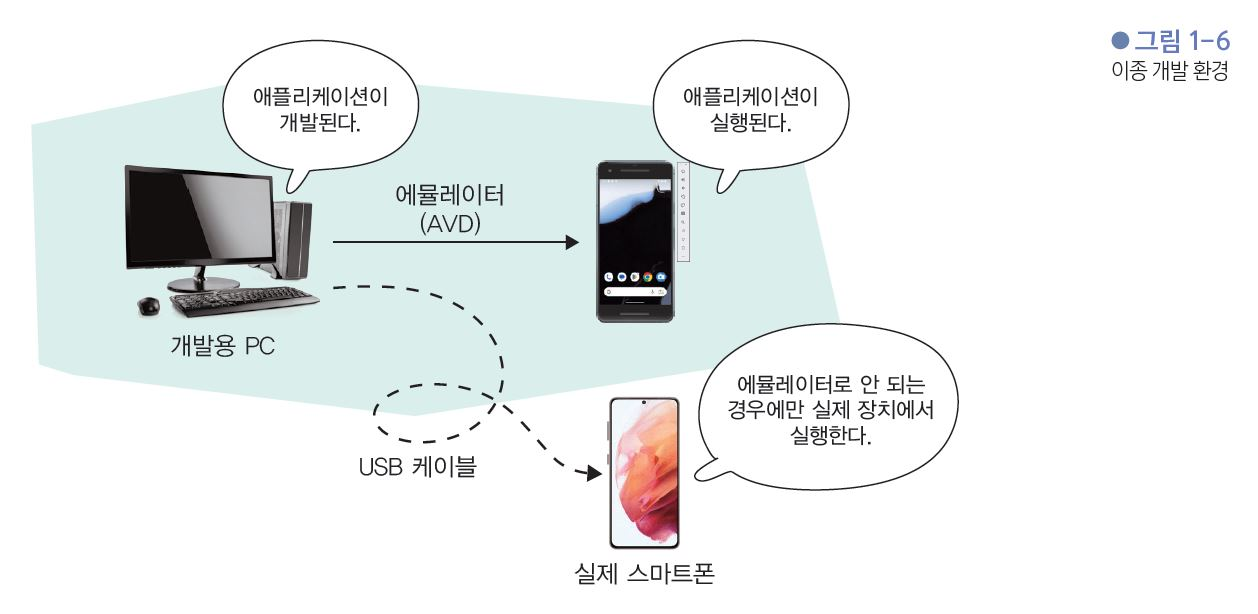 ● 그림 1-6
이종 개발 환경
애플리케이션이
개발된다.
애플리케이션이
실행된다.
에뮬레이터
(AVD)
개발용 PC
에뮬레이터로 안 되는
경우에만 실제 장치에서
실행한다.
USB 케이블
실제 스마트폰